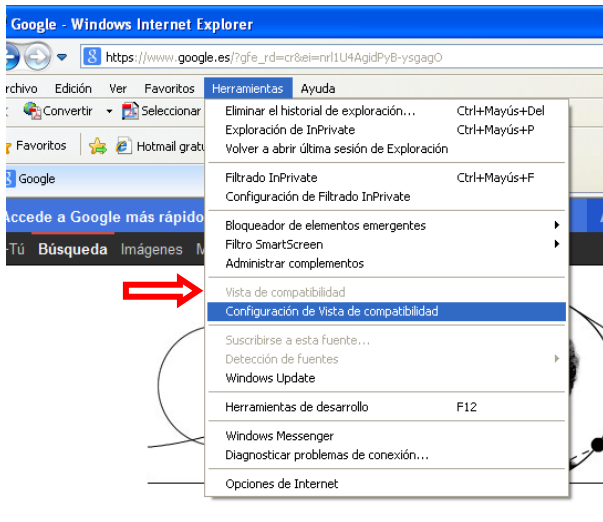 Google - Windows Internet Explorer
https://www.google.es/?gfe_rd=cr&ei=nrl1U4AgidPyB-ysgagO
rchivo Edición Ver Favoritos Herramientas Ayuda
Convertir Seleccionar
Favoritos Hotmail gratu
Google
Accede a Google más rápido
-Tú Búsqueda Imágenes M
Eliminar el historial de exploración... Ctrl+Mayús+Del
Exploración de InPrivate Ctrl+Mayús+P
Volver a abrir última sesión de Exploración
Filtrado InPrivate Ctrl+Mayús+F
Configuración de Filtrado InPrivate
Bloqueador de elementos emergentes
Filtro SmartScreen
Administrar complementos
Vista de compatibilidad
Configuración de Vista de compatibilidad
Suscribirse a esta fuente...
Detección de fuentes
Windows Update
Herramientas de desarrollo F12
Windows Messenger
Diagnosticar problemas de conexión...
Opciones de Internet